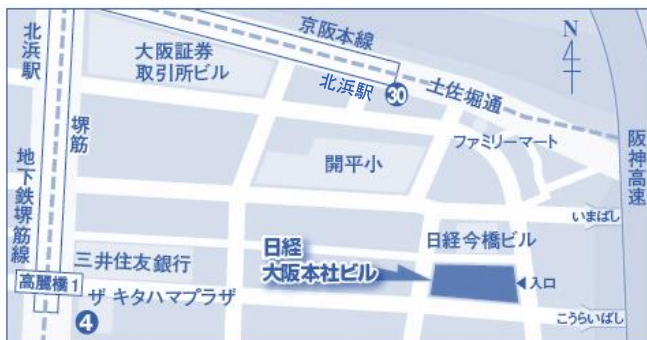 京阪本線
N
北浜駅
大阪証券
取引所ビル
北浜駅
30
土佐堀通
堺筋
ファミリーマート
阪神高速
開平小
地下鉄堺筋線
いまばし
日経今橋ビル
日経
大阪本社ビル
三井住友銀行
入口
高麗橋1
ザ キタハマプラザ
4
こうらいばし